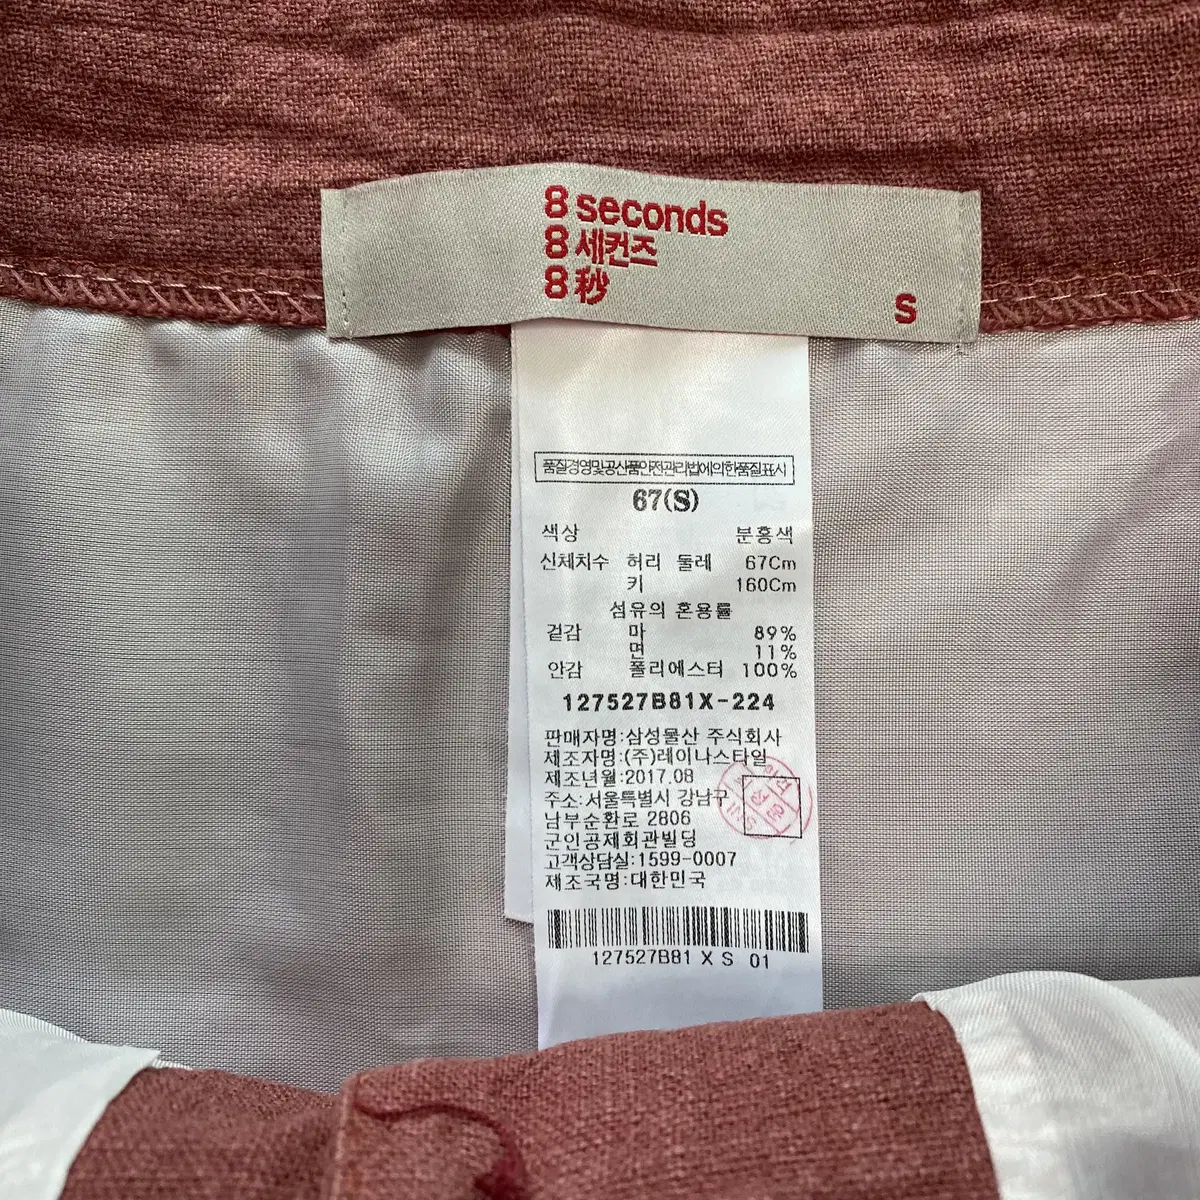 8 seconds
8 세컨즈
8 秒
S
품질경영및공산품안전관리법에의한품질표시
67(S)
색상 분홍색
신체치수 허리 둘레 67Cm
키 160Cm
섬유의 혼용률
겉감 마 89%
면 11%
안감 폴리에스터 100%
127527B81X-224
판매자명:삼성물산 주식회사
제조자명:(주)레이나스타일
제조년월:2017.08
주소:서울특별시 강남구
남부순환로 2806
군인공제회관빌딩
고객상담실:1599-0007
제조국명:대한민국
127527B81 X S 01